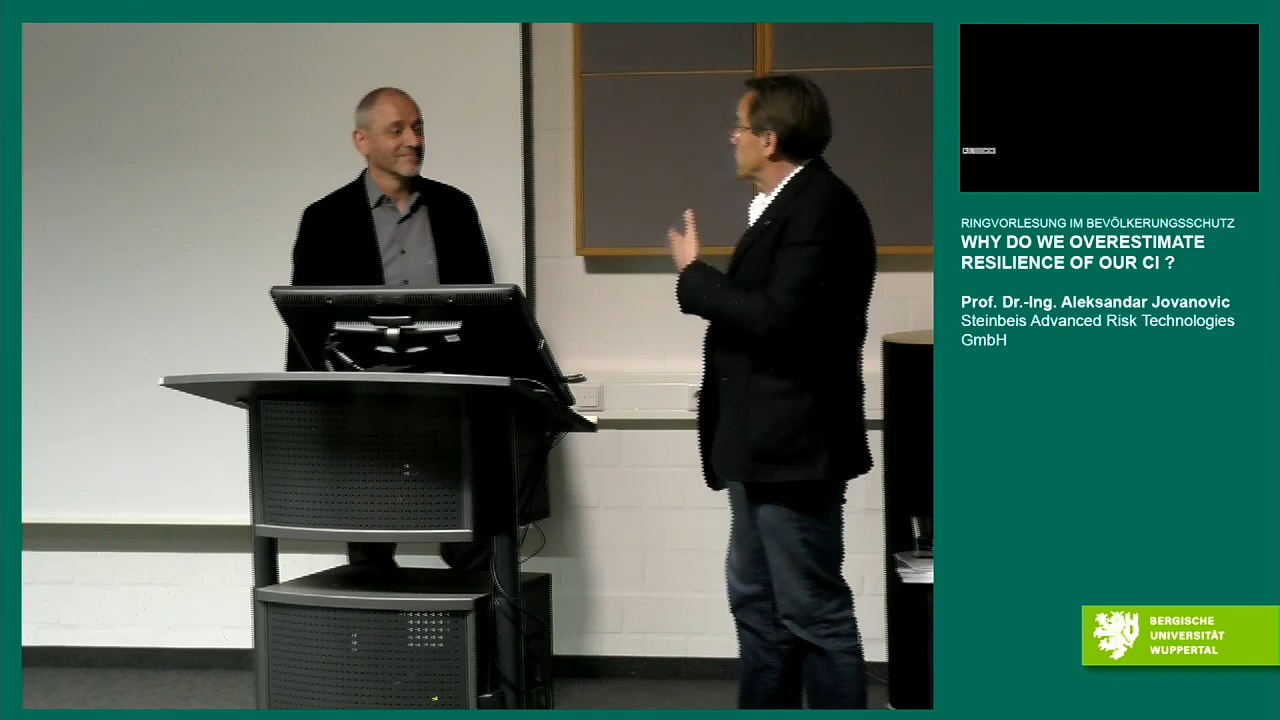 RINGVORLESUNG IM BEVÖLKERUNGSSCHUTZ
WHY DO WE OVERESTIMATE
RESILIENCE OF OUR CI ?
Prof. Dr.-Ing. Aleksandar Jovanovic
Steinbeis Advanced Risk Technologies
GmbH
BERGISCHE
UNIVERSITÄT
WUPPERTAL